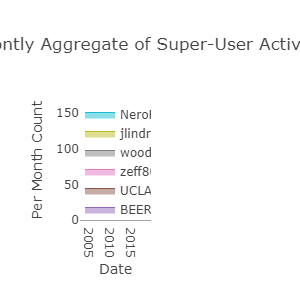 ontly Aggregate of Super-User Activ
Per Month Count
150
100
50
0
Nerol
jlindr
wood
zeff86
UCLA
BEER
2005
2010
2015
Date